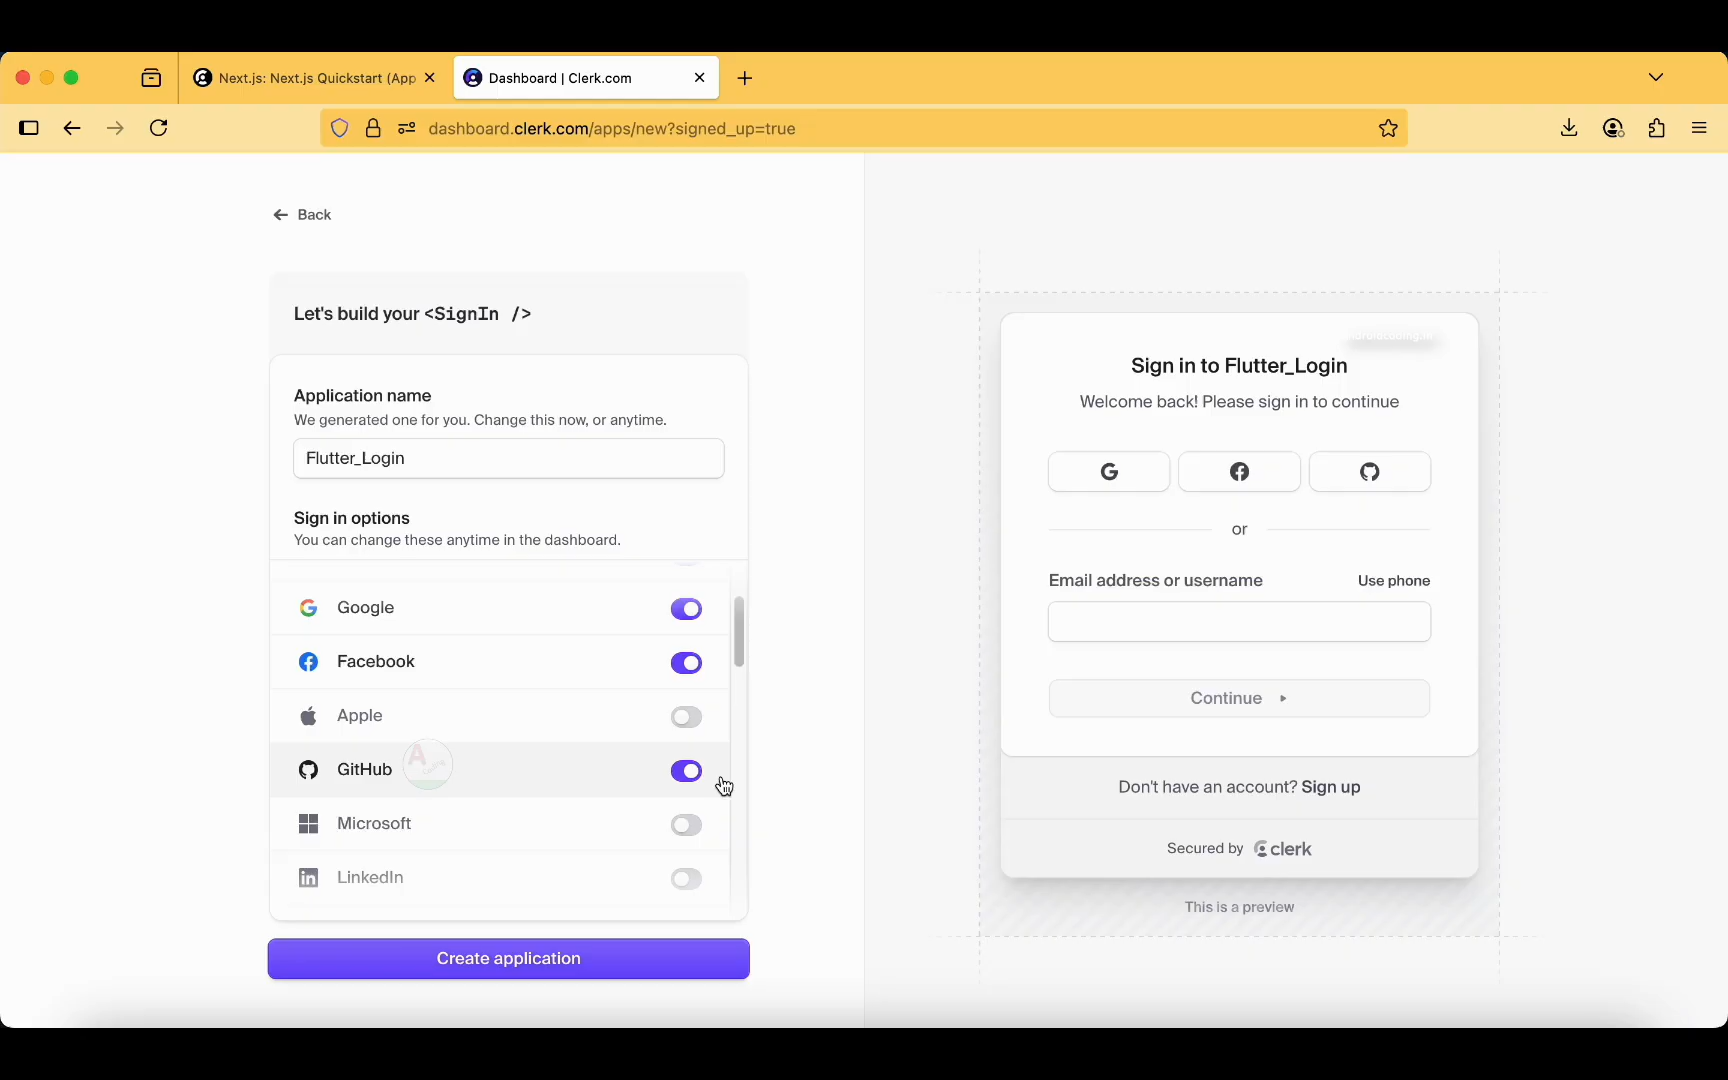 Next.js: Next.js Quickstart (App
Dashboard | Clerk.com
dashboard.clerk.com/apps/new?signed_up=true
Back
Let's build your <SignIn />
Application name
We generated one for you. Change this now, or anytime.
Flutter_Login
Sign in options
You can change these anytime in the dashboard.
Google
Facebook
Apple
GitHub
Microsoft
LinkedIn
Create application
Sign in to Flutter_Login
Welcome back! Please sign in to continue
or
Email address or username
Use phone
Continue
Don't have an account? Sign up
Secured by clerk
This is a preview